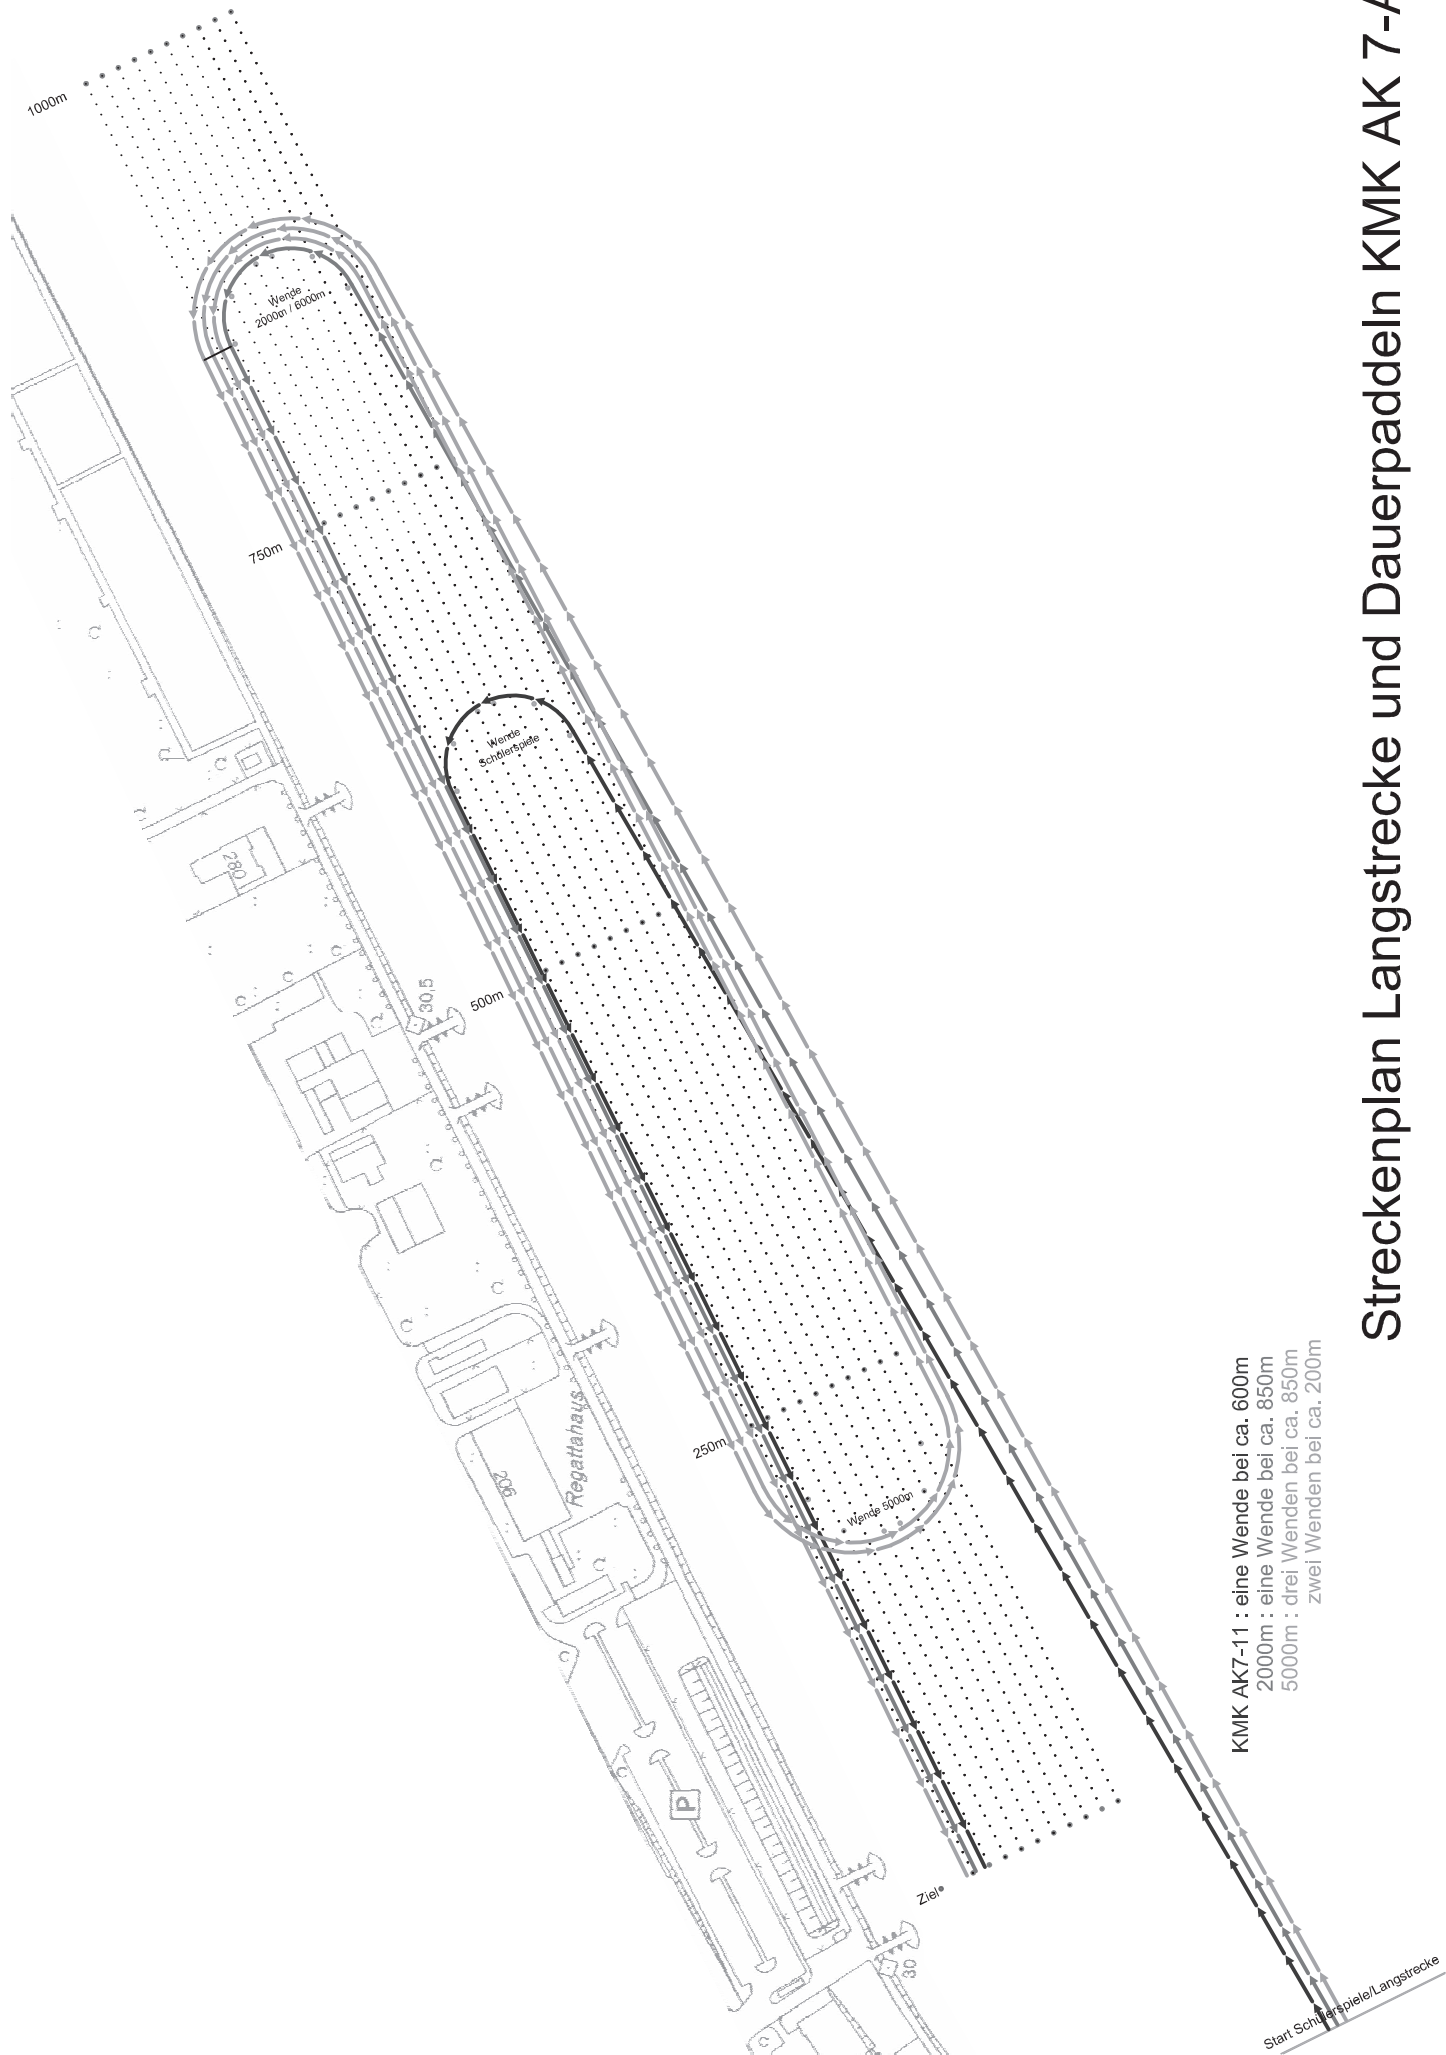 Streckenplan Langstrecke und Dauerpaddeln KMK AK 7-A
KMK AK7-11 : eine Wende bei ca. 600m
2000m : eine Wende bei ca. 850m
5000m : drei Wenden bei ca. 850m
zwei Wenden bei ca. 200m
1000m
Wende
2000m / 6000m
750m
Wende
Schülerspiele
280
30,5
500m
250m
Regattahaus
206
Wende 5000m
P
Ziel
30
Start Schülerspiele/Langstrecke